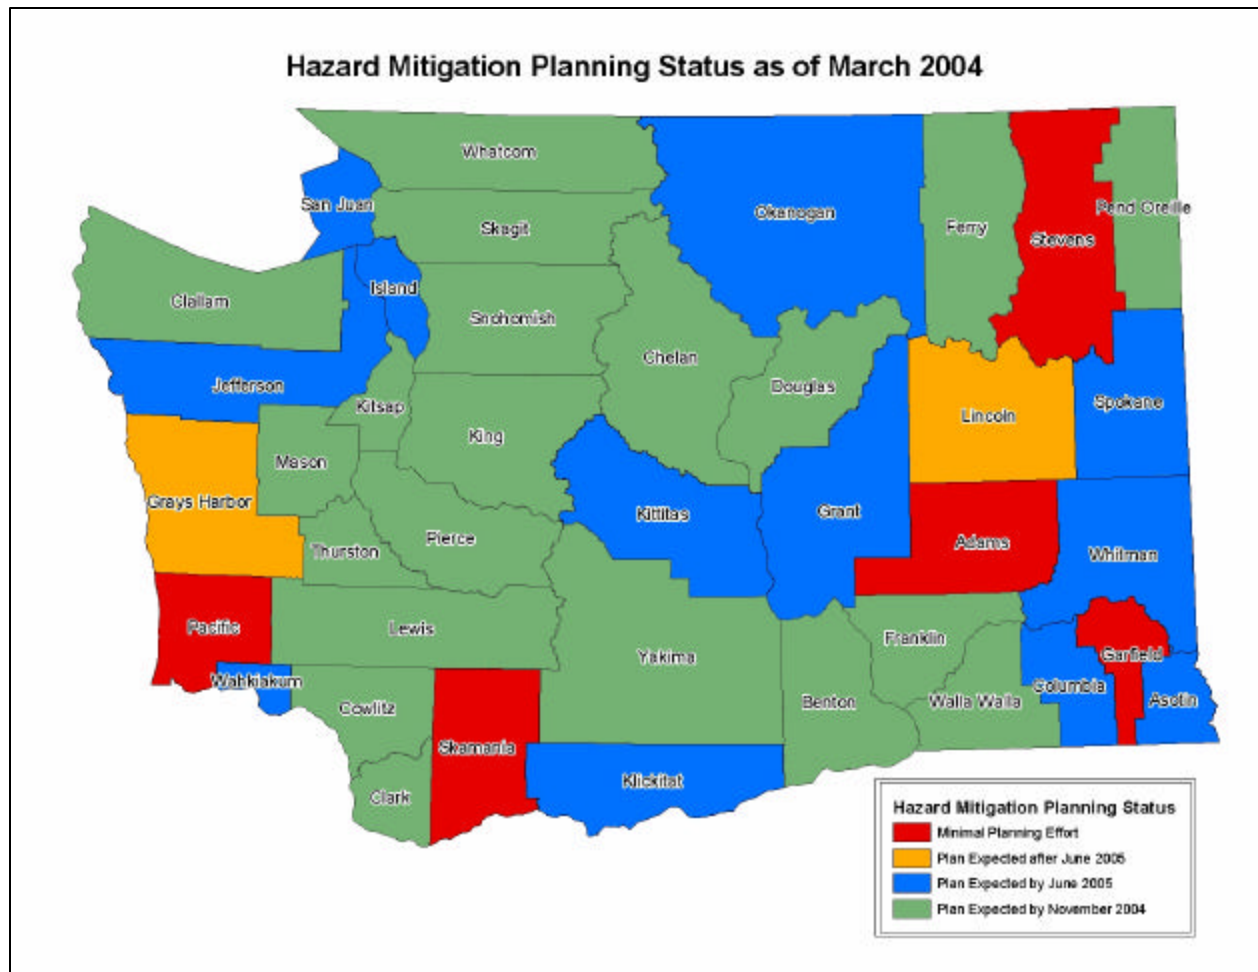 Hazard Mitigation Planning Status as of March 2004
Whatcom
San Juan
Okanogan
Pend Oreille
Skagit
Ferry
Stevens
Island
Clallam
Snohomish
Chelan
Jefferson
Douglas
Kitsap
Spokane
Lincoln
King
Mason
Grays Harbor
Kittitas
Grant
Pierce
Thurston
Adams
Whitman
Pacific
Lewis
Franklin
Yakima
Garfield
Wahkiakum
Columbia
Cowlitz
Benton
Walla Walla
Asotin
Skamania
Klickitat
Clark
Hazard Mitigation Planning Status
Minimal Planning Effort
Plan Expected after June 2005
Plan Expected by June 2005
Plan Expected by November 2004